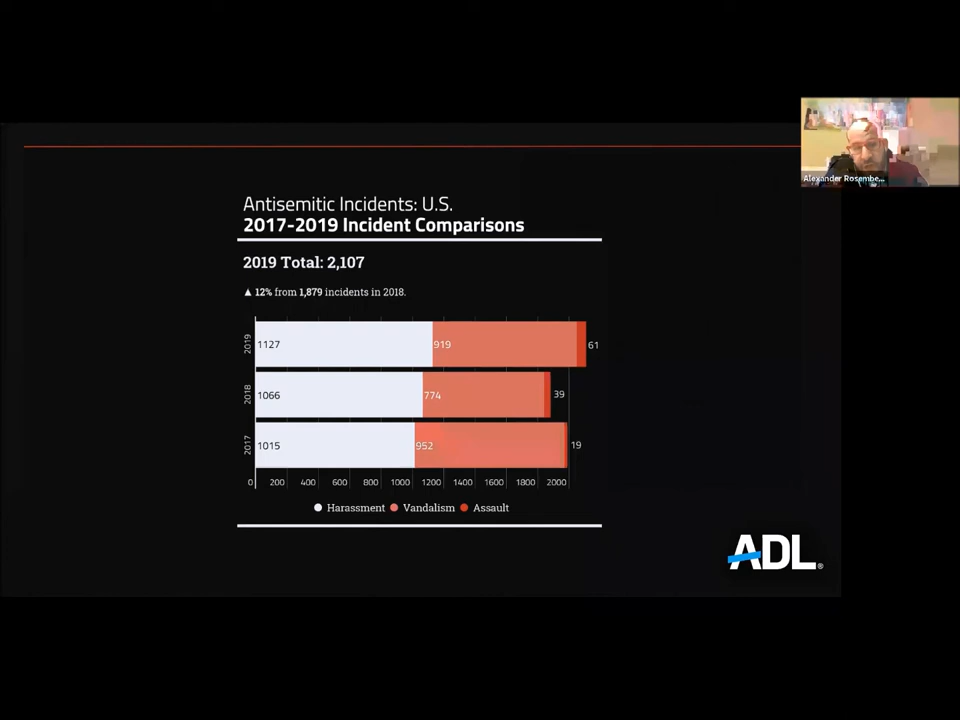 Alexander Rosembe...
Antisemitic Incidents: U.S.
2017-2019 Incident Comparisons
2019 Total: 2,107
▲ 12% from 1,879 incidents in 2018.
2019 1127 919 61
2018 1066 774 39
2017 1015 952 19
0 200 400 600 800 1000 1200 1400 1600 1800 2000
Harassment Vandalism Assault
ADL®